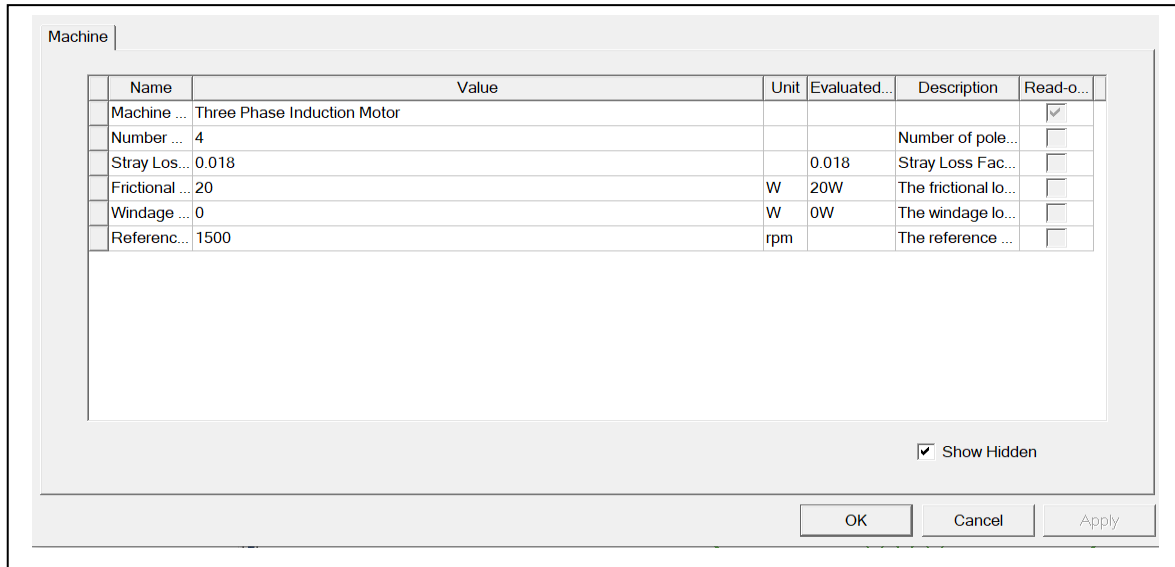 Machine
Name Value Unit Evaluated... Description Read-o...
Machine ... Three Phase Induction Motor
Number ... 4 Number of pole...
Stray Los... 0.018 0.018 Stray Loss Fac...
Frictional ... 20 W 20W The frictional lo...
Windage ... 0 W 0W The windage lo...
Referenc... 1500 rpm The reference ...
Show Hidden
OK Cancel Apply